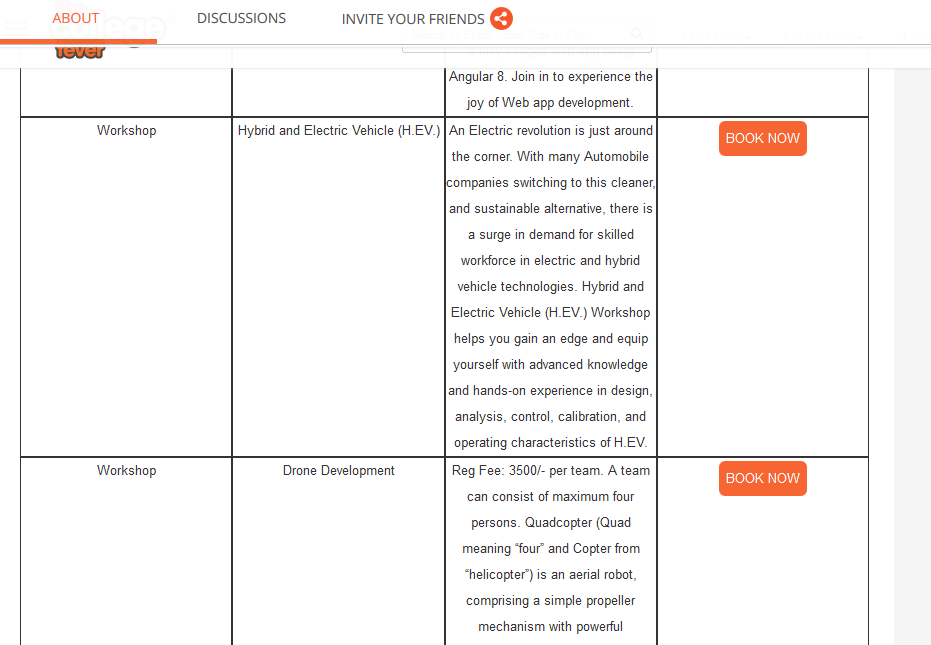 ABOUT
DISCUSSIONS
INVITE YOUR FRIENDS
fever
Angular 8. Join in to experience the
joy of Web app development.
Workshop
Hybrid and Electric Vehicle (H.EV.)
An Electric revolution is just around
the corner. With many Automobile
companies switching to this cleaner,
and sustainable alternative, there is
a surge in demand for skilled
workforce in electric and hybrid
vehicle technologies. Hybrid and
Electric Vehicle (H.EV.) Workshop
helps you gain an edge and equip
yourself with advanced knowledge
and hands-on experience in design,
analysis, control, calibration, and
operating characteristics of H.EV.
BOOK NOW
Workshop
Drone Development
Reg Fee: 3500/- per team. A team
can consist of maximum four
persons. Quadcopter (Quad
meaning “four” and Copter from
“helicopter”) is an aerial robot,
comprising a simple propeller
mechanism with powerful
BOOK NOW